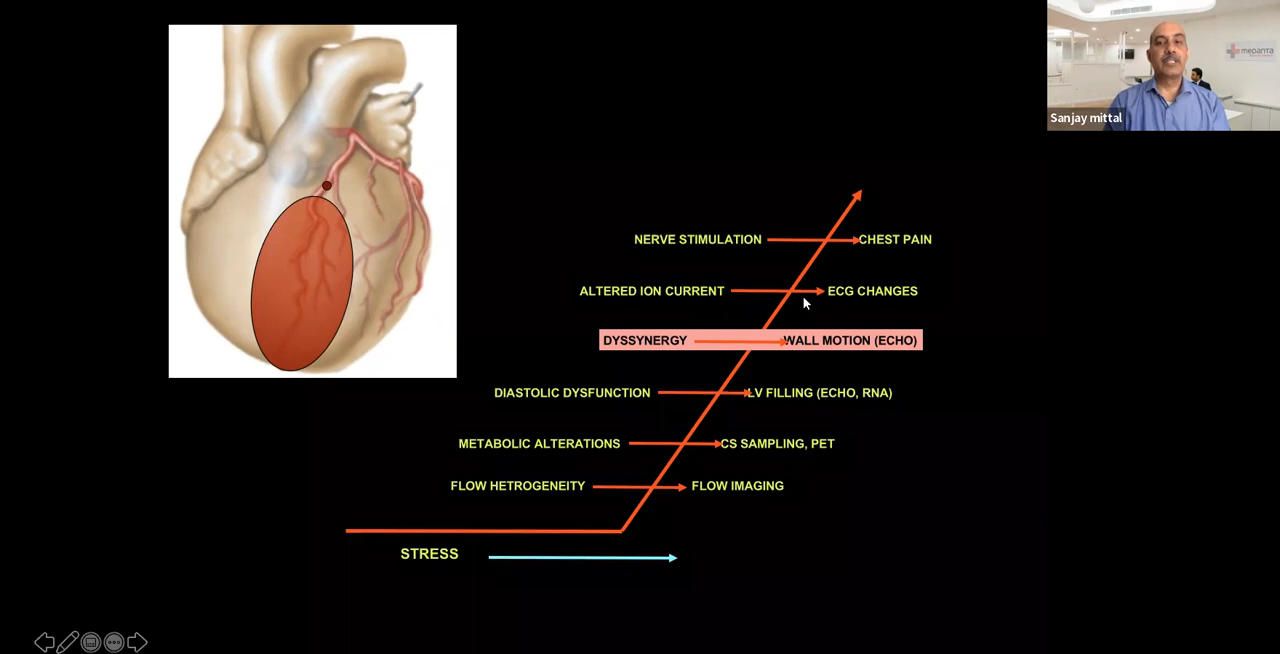 medanta
Sanjay mittal
NERVE STIMULATION CHEST PAIN
ALTERED ION CURRENT ECG CHANGES
DYSSYNERGY WALL MOTION (ECHO)
DIASTOLIC DYSFUNCTION LV FILLING (ECHO, RNA)
METABOLIC ALTERATIONS CS SAMPLING, PET
FLOW HETROGENEITY FLOW IMAGING
STRESS